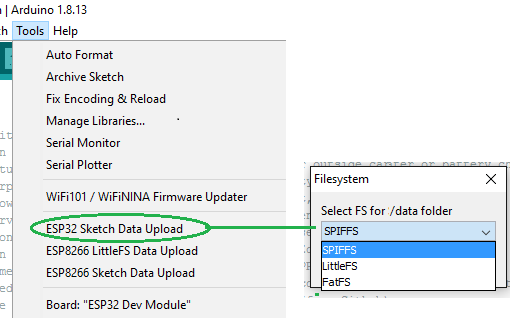 | Arduino 1.8.13
Tools
Auto Format
Archive Sketch
Fix Encoding & Reload
Manage Libraries...
Serial Monitor
Serial Plotter
WiFi101 / WiFiNINA Firmware Updater
ESP32 Sketch Data Upload
ESP8266 LittleFS Data Upload
ESP8266 Sketch Data Upload
Board: "ESP32 Dev Module"
Filesystem
Select FS for :/data folder
SPIFFS
SPIFFS
LittleFS
FatFS